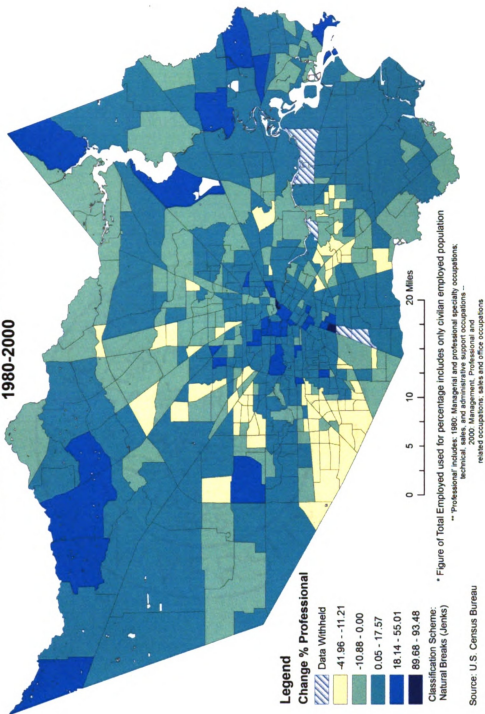 1980-2000
Legend
Change % Professional
Data Withheld
-41.96 - -11.21
-10.88 - 0.00
0.05 - 17.57
18.14 - 55.01
89.68 - 93.48
Classification Scheme:
Natural Breaks (Jenks)
Source: U.S. Census Bureau
0 5 10 20 Miles
* Figure of Total Employed used for percentage includes only civilian employed population
** 'Professional' includes: 1980: Managerial and professional specialty occupations;
technical, sales, and administrative support occupations --
2000: Management, Professional and
related occupations, sales and office occupations